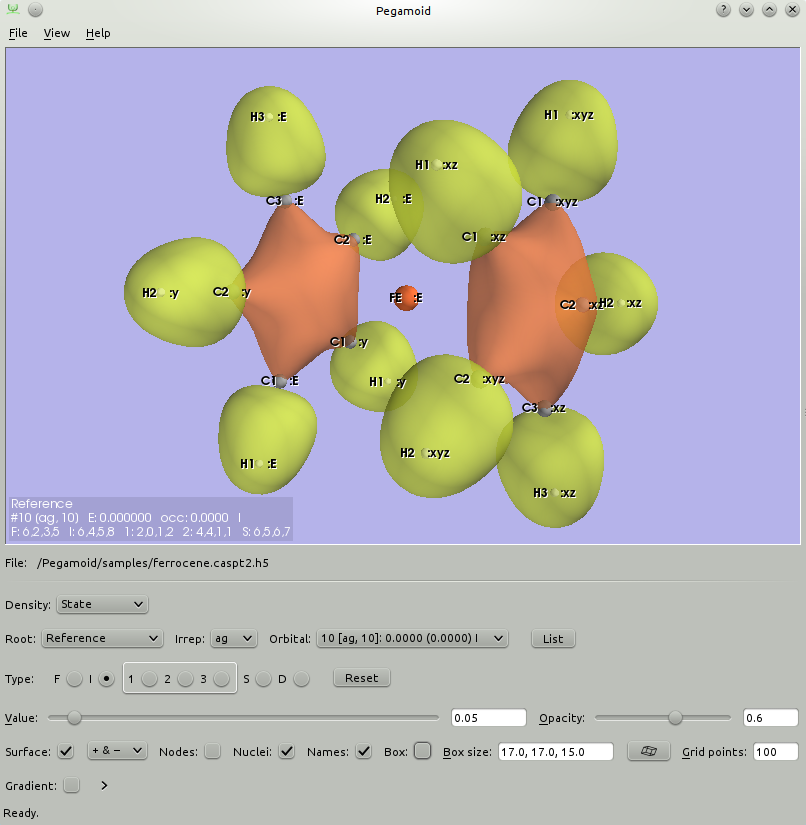 Pegamoid
File View Help
H3 :E
H1 :xyz
H1 :xz
H2 :E
C3 :E
C1 :xyz
C2 :E
C1 :xz
H2 :y
C2 :y
FE :E
C2 :xz
H2 :xz
C1 :y
C1 :E
H1 :y
C2 :xyz
C3 :xz
H2 :xyz
H1 :E
H3 :xz
Reference
#10 (ag, 10) E: 0.000000 occ: 0.0000 I
F: 6,2,3,5 I: 6,4,5,8 1: 2,0,1,2 2: 4,4,1,1 S: 6,5,6,7
File: /Pegamoid/samples/ferrocene.caspt2.h5
Density: State
Root: Reference Irrep: ag Orbital: 10 [ag, 10]: 0.0000 (0.0000) I List
Type: F I 1 2 3 S D Reset
Value: 0.05 Opacity: 0.6
Surface: + & − Nodes: Nuclei: Names: Box: Box size: 17.0, 17.0, 15.0 Grid points: 100
Gradient: >
Ready.